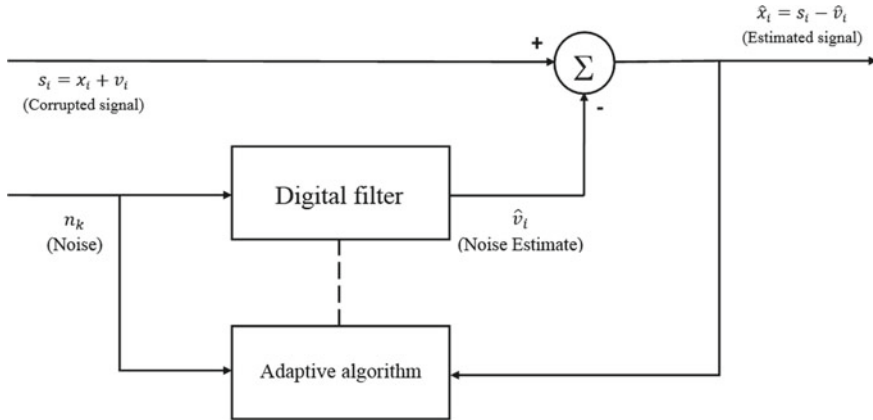 x̂ᵢ = sᵢ − v̂ᵢ
(Estimated signal)
+
Σ
-
sᵢ = xᵢ + vᵢ
(Corrupted signal)
Digital filter
nₖ
(Noise)
v̂ᵢ
(Noise Estimate)
Adaptive algorithm